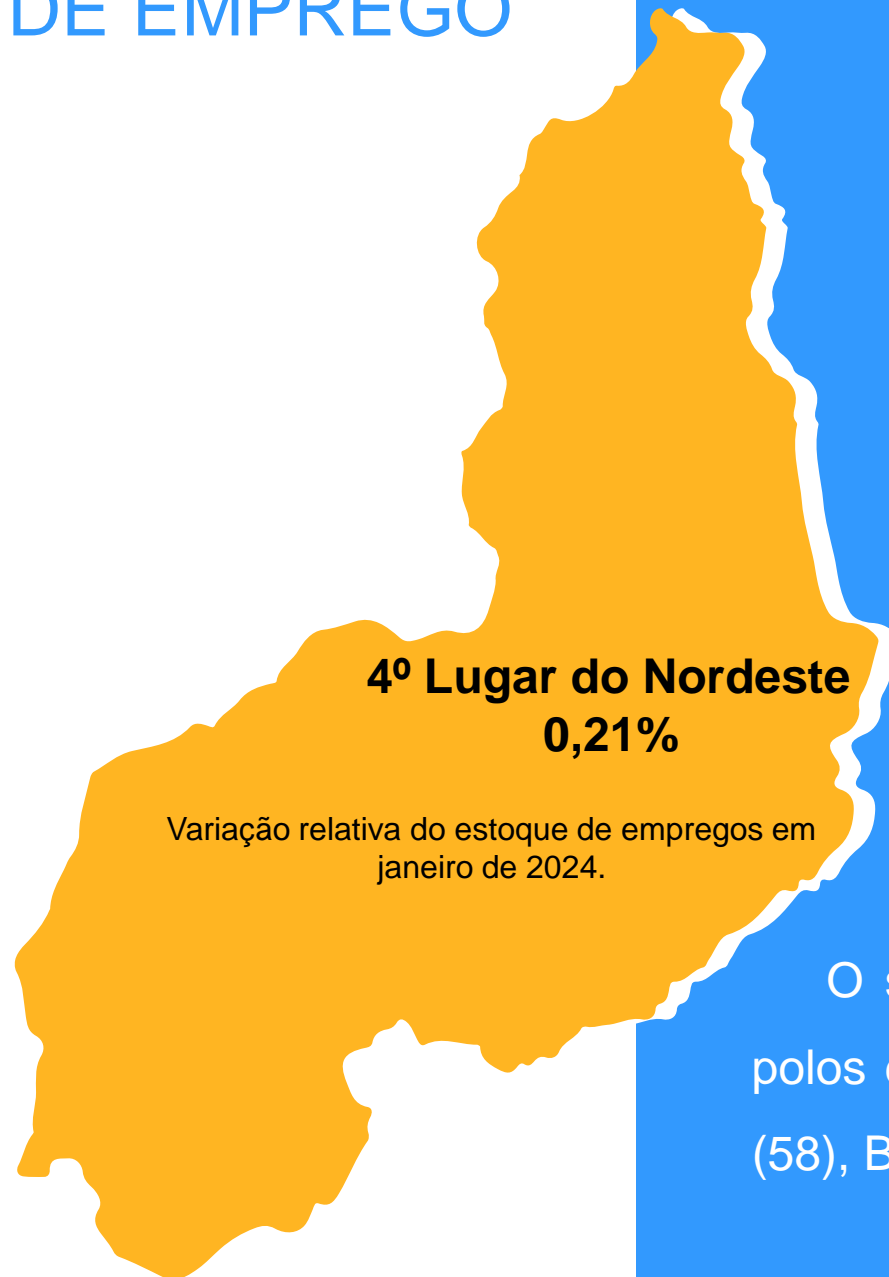 DE EMPREGO
4º Lugar do Nordeste
0,21%
Variação relativa do estoque de empregos em
janeiro de 2024.
O
polos
(58),